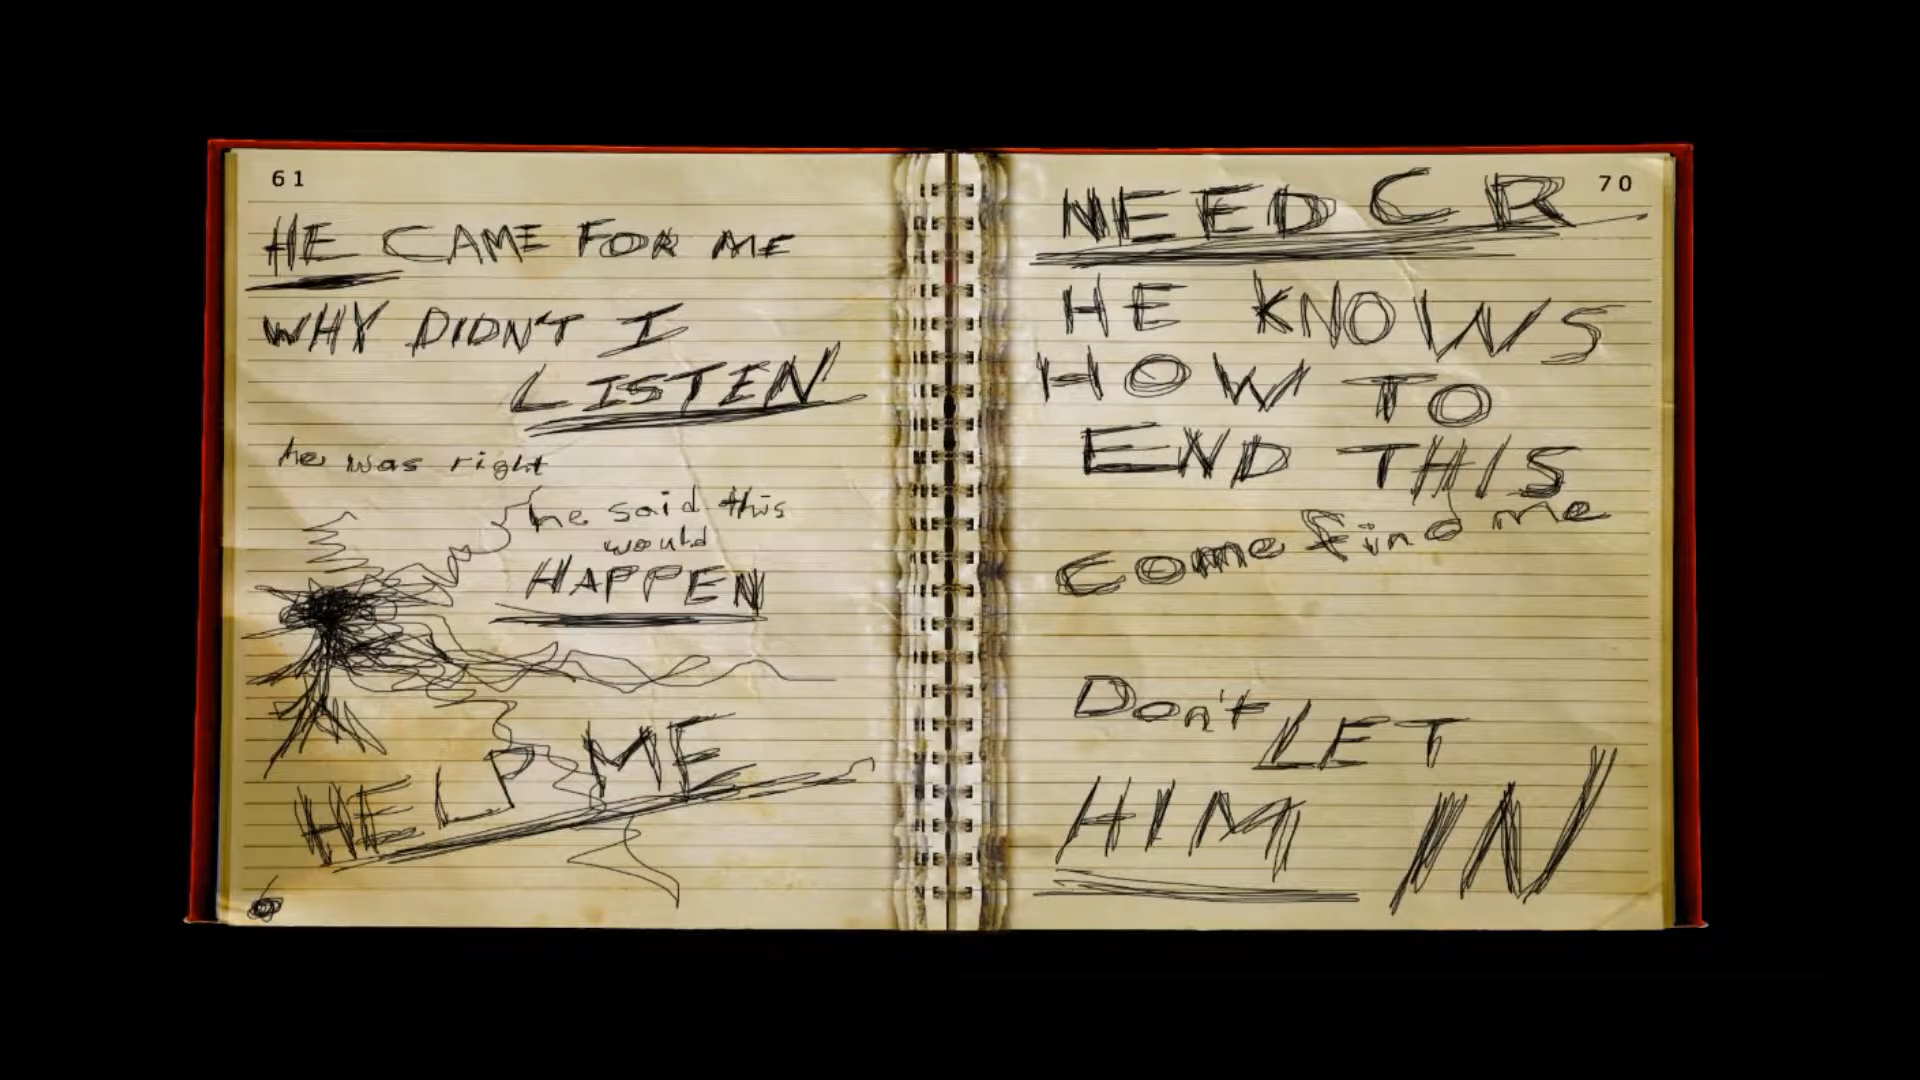 61
HE CAME FOR ME
WHY DIDN'T I
LISTEN
he was right
he said this
would
HAPPEN
HELP ME
70
NEED CR
HE KNOWS
HOW TO
END THIS
come find me
Don't LET
HIM IN